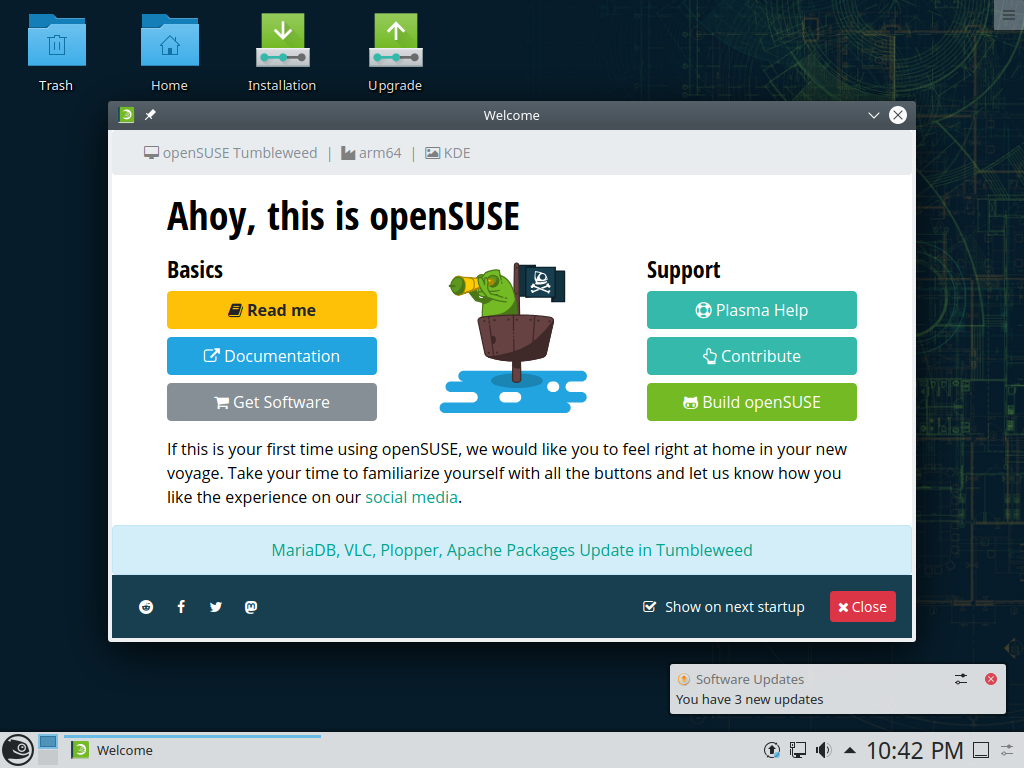 Trash
Home
Installation
Upgrade
Welcome
openSUSE Tumbleweed | arm64 | KDE
Ahoy, this is openSUSE
Basics
Support
Read me
Plasma Help
Documentation
Contribute
Get Software
Build openSUSE
If this is your first time using openSUSE, we would like you to feel right at home in your new
voyage. Take your time to familiarize yourself with all the buttons and let us know how you
like the experience on our social media.
MariaDB, VLC, Plopper, Apache Packages Update in Tumbleweed
Show on next startup
Close
Software Updates
You have 3 new updates
Welcome
10:42 PM